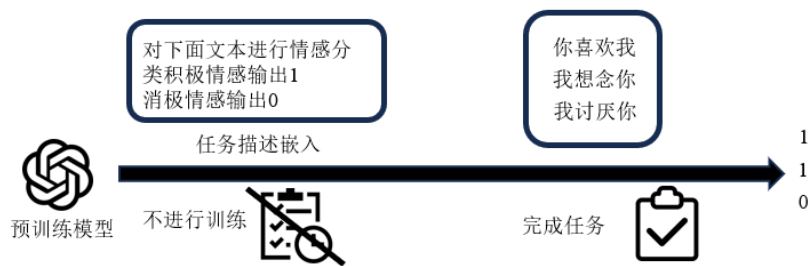 对下面文本进行情感分
类积极情感输出1
消极情感输出0
你喜欢我
我想念你
我讨厌你
任务描述嵌入
预训练模型
不进行训练
完成任务
1
1
0